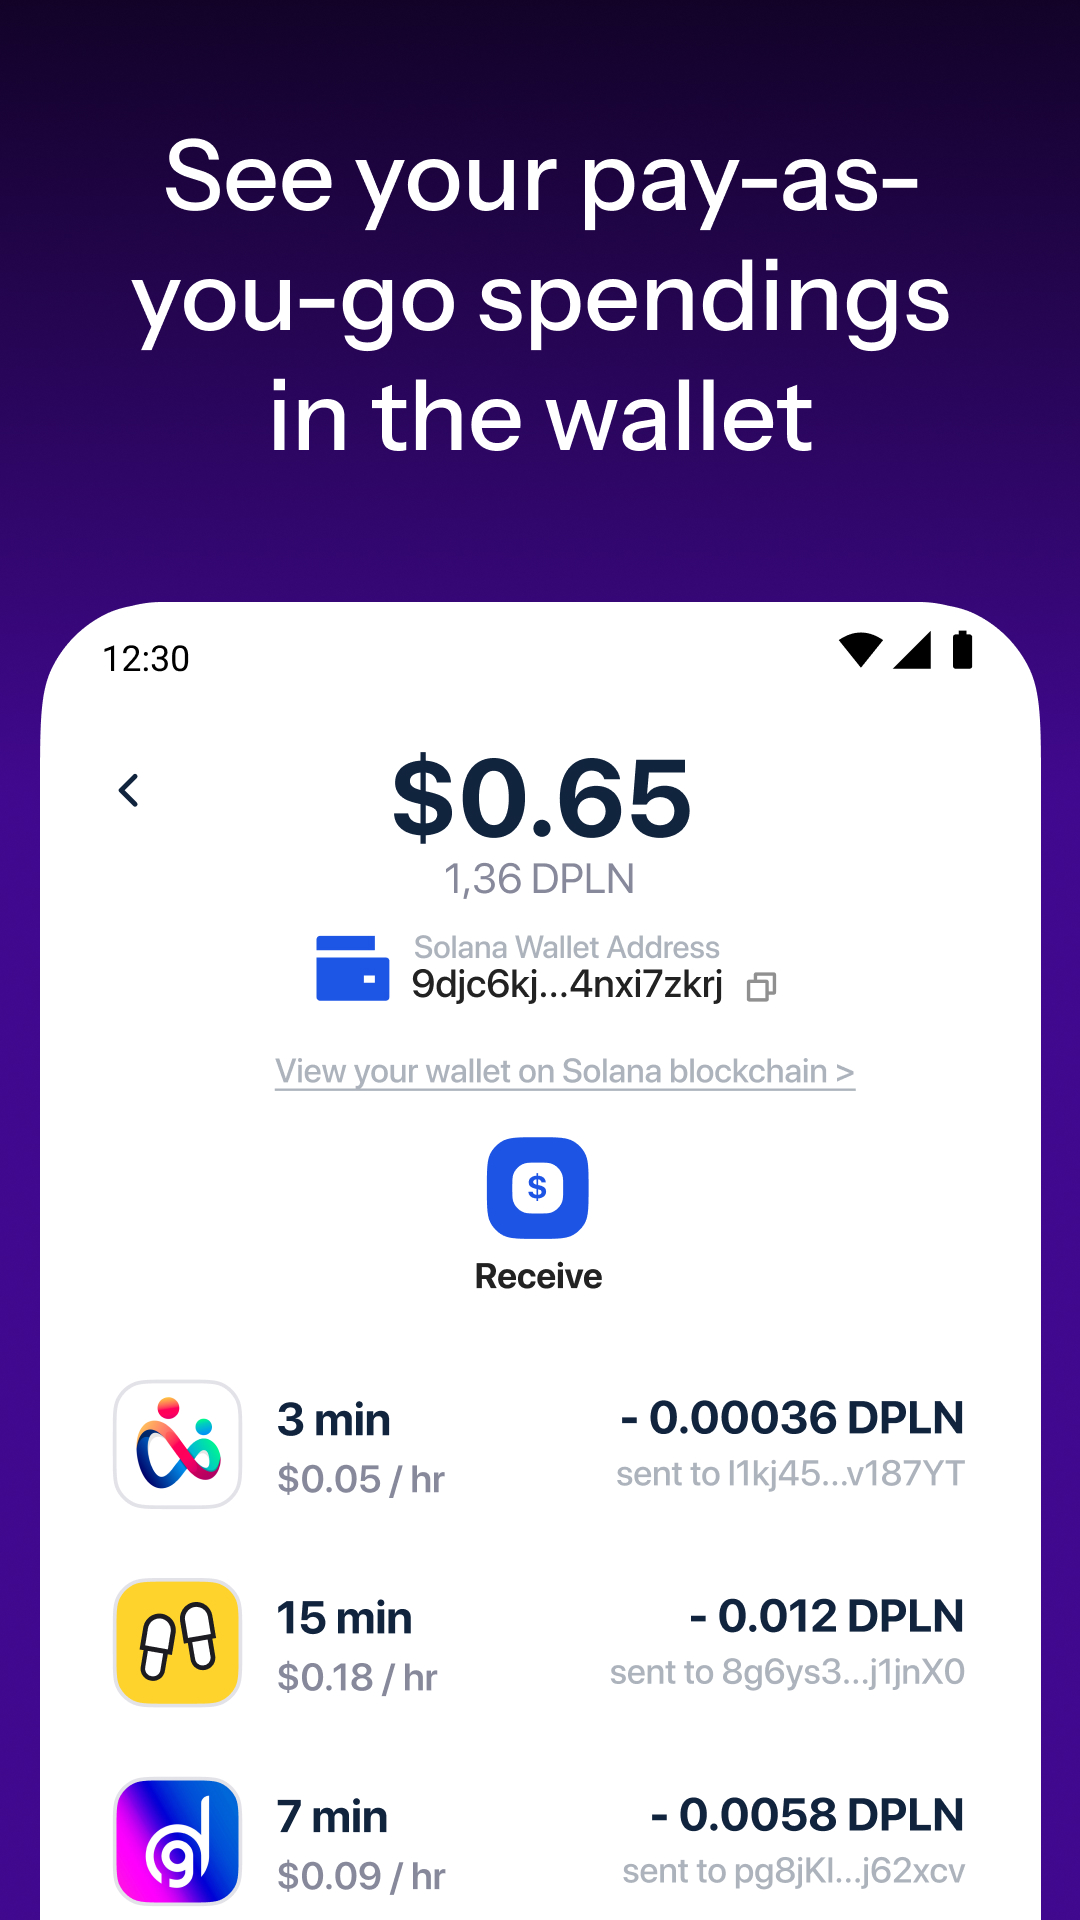 See your pay-as-
you-go spendings
in the wallet
12:30
$0.65
1,36 DPLN
Solana Wallet Address
9djc6kj...4nxi7zkrj
View your wallet on Solana blockchain >
$
Receive
3 min
- 0.00036 DPLN
$0.05 / hr
sent to l1kj45...v187YT
15 min
- 0.012 DPLN
$0.18 / hr
sent to 8g6ys3...j1jnX0
7 min
- 0.0058 DPLN
$0.09 / hr
sent to pg8jKl...j62xcv